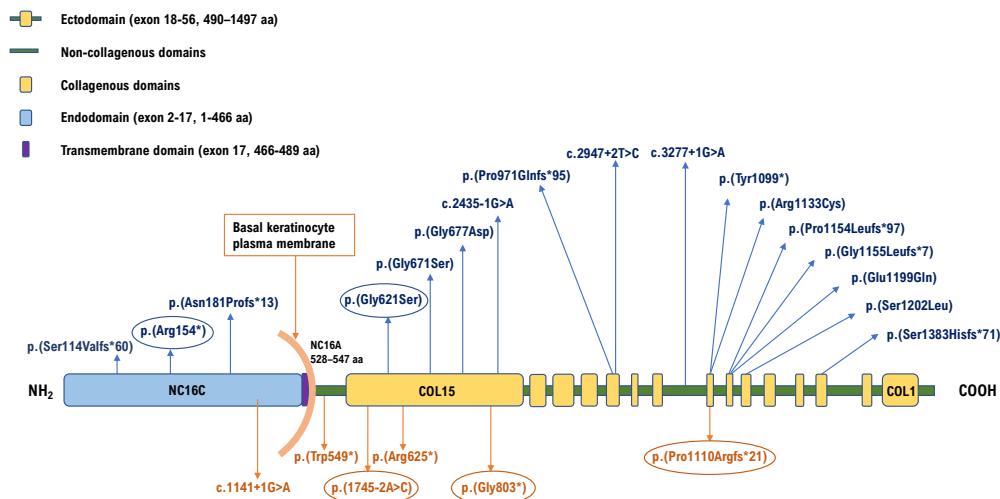 Ectodomain (exon 18-56, 490–1497 aa)
Non-collagenous domains
Collagenous domains
Endodomain (exon 2-17, 1-466 aa)
Transmembrane domain (exon 17, 466-489 aa)
c.2947+2T>C
c.3277+1G>A
p.(Pro971Glnfs*95)
p.(Tyr1099*)
c.2435-1G>A
p.(Arg1133Cys)
Basal keratinocyte
plasma membrane
p.(Gly677Asp)
p.(Pro1154Leufs*97)
p.(Gly1155Leufs*7)
p.(Gly671Ser)
p.(Glu1199Gln)
p.(Asn181Profs*13)
p.(Gly621Ser)
p.(Ser1202Leu)
p.(Arg154*)
p.(Ser1383Hisfs*71)
p.(Ser114Valfs*60)
NC16A
528–547 aa
NH2
NC16C
COL15
COL1
COOH
p.(Trp549*)
p.(Arg625*)
p.(Pro1110Argfs*21)
c.1141+1G>A
p.(1745-2A>C)
p.(Gly803*)